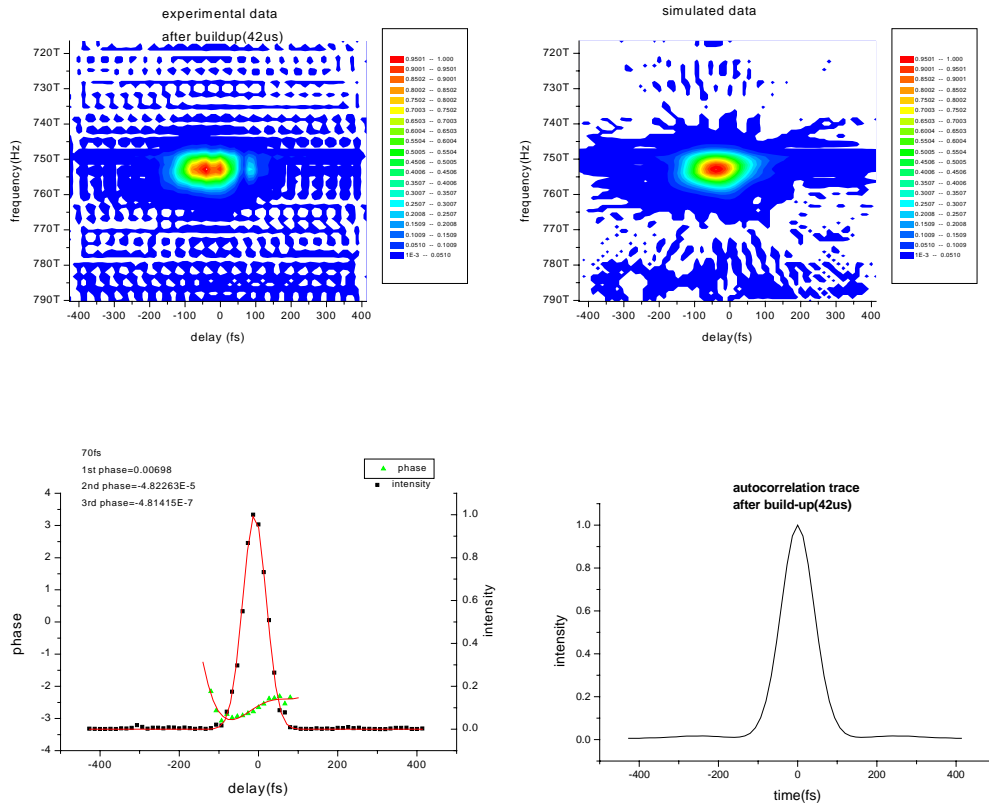 experimental data
after buildup(42us)
720T
730T
740T
750T
760T
770T
780T
790T
frequency(Hz)
-400 -300 -200 -100 0 100 200 300 400
delay (fs)
0.9501 -- 1.000
0.9001 -- 0.9501
0.8502 -- 0.9001
0.8002 -- 0.8502
0.7502 -- 0.8002
0.7003 -- 0.7502
0.6503 -- 0.7003
0.6004 -- 0.6503
0.5504 -- 0.6004
0.5005 -- 0.5504
0.4506 -- 0.5005
0.4006 -- 0.4506
0.3507 -- 0.4006
0.3007 -- 0.3507
0.2507 -- 0.3007
0.2008 -- 0.2507
0.1509 -- 0.2008
0.1009 -- 0.1509
0.0510 -- 0.1009
1E-3 -- 0.0510
simulated data
720T
730T
740T
750T
760T
770T
780T
790T
frequency(Hz)
-400 -300 -200 -100 0 100 200 300 400
delay(fs)
0.9501 -- 1.000
0.9001 -- 0.9501
0.8502 -- 0.9001
0.8002 -- 0.8502
0.7502 -- 0.8002
0.7003 -- 0.7502
0.6503 -- 0.7003
0.6004 -- 0.6503
0.5504 -- 0.6004
0.5005 -- 0.5504
0.4506 -- 0.5005
0.4006 -- 0.4506
0.3507 -- 0.4006
0.3007 -- 0.3507
0.2507 -- 0.3007
0.2008 -- 0.2507
0.1509 -- 0.2008
0.1009 -- 0.1509
0.0510 -- 0.1009
1E-3 -- 0.0510
70fs
1st phase=0.00698
2nd phase=-4.82263E-5
3rd phase=-4.81415E-7
phase
intensity
4
3
2
1
0
-1
-2
-3
-4
phase
1.0
0.8
0.6
0.4
0.2
0.0
intensity
-400 -200 0 200 400
delay(fs)
autocorrelation trace
after build-up(42us)
1.0
0.8
0.6
0.4
0.2
0.0
intensity
-400 -200 0 200 400
time(fs)